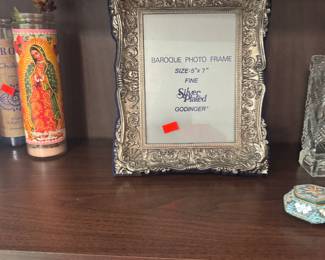 BAROQUE PHOTO FRAME
SIZE: 5" x 7"
FINE
Silver
Plated
GODINGER